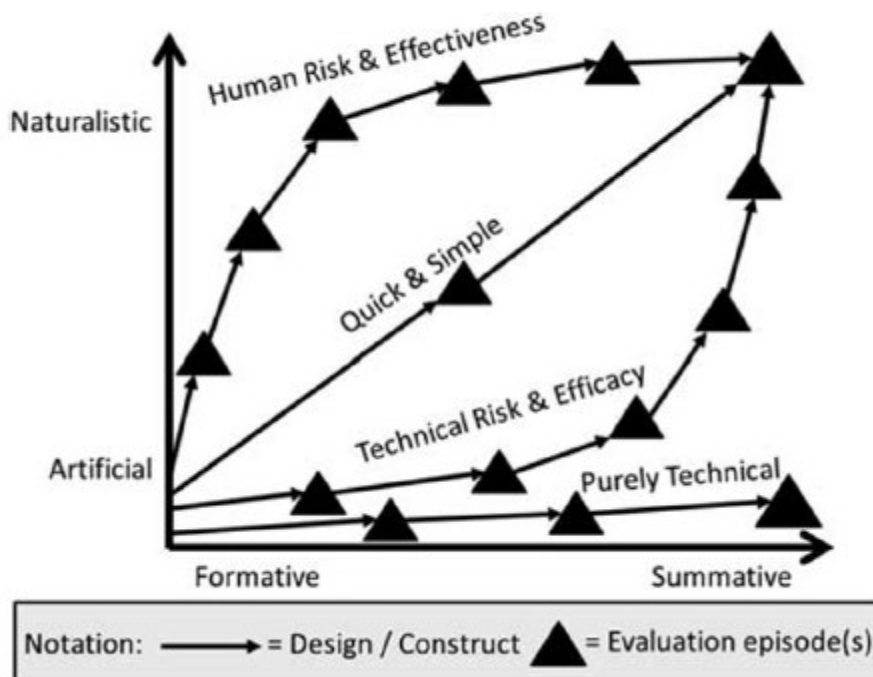 Human Risk & Effectiveness
Naturalistic
Quick & Simple
Technical Risk & Efficacy
Artificial
Purely Technical
Formative
Summative
Notation:
= Design / Construct
= Evaluation episode(s)